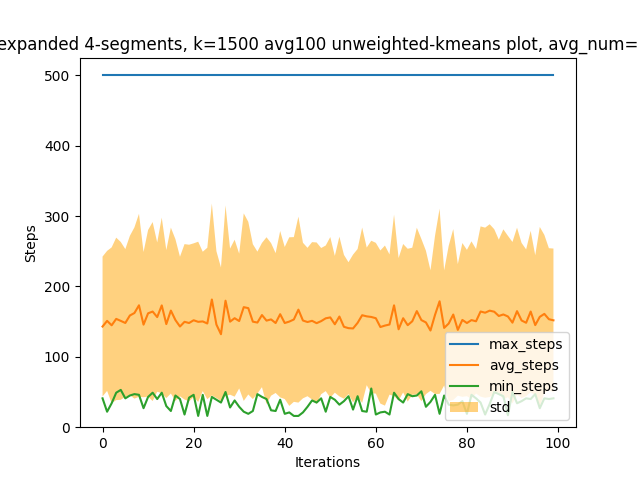 expanded 4-segments, k=1500 avg100 unweighted-kmeans plot, avg_num=
500
400
300
200
100
0
Steps
0 20 40 60 80 100
Iterations
max_steps
avg_steps
min_steps
std